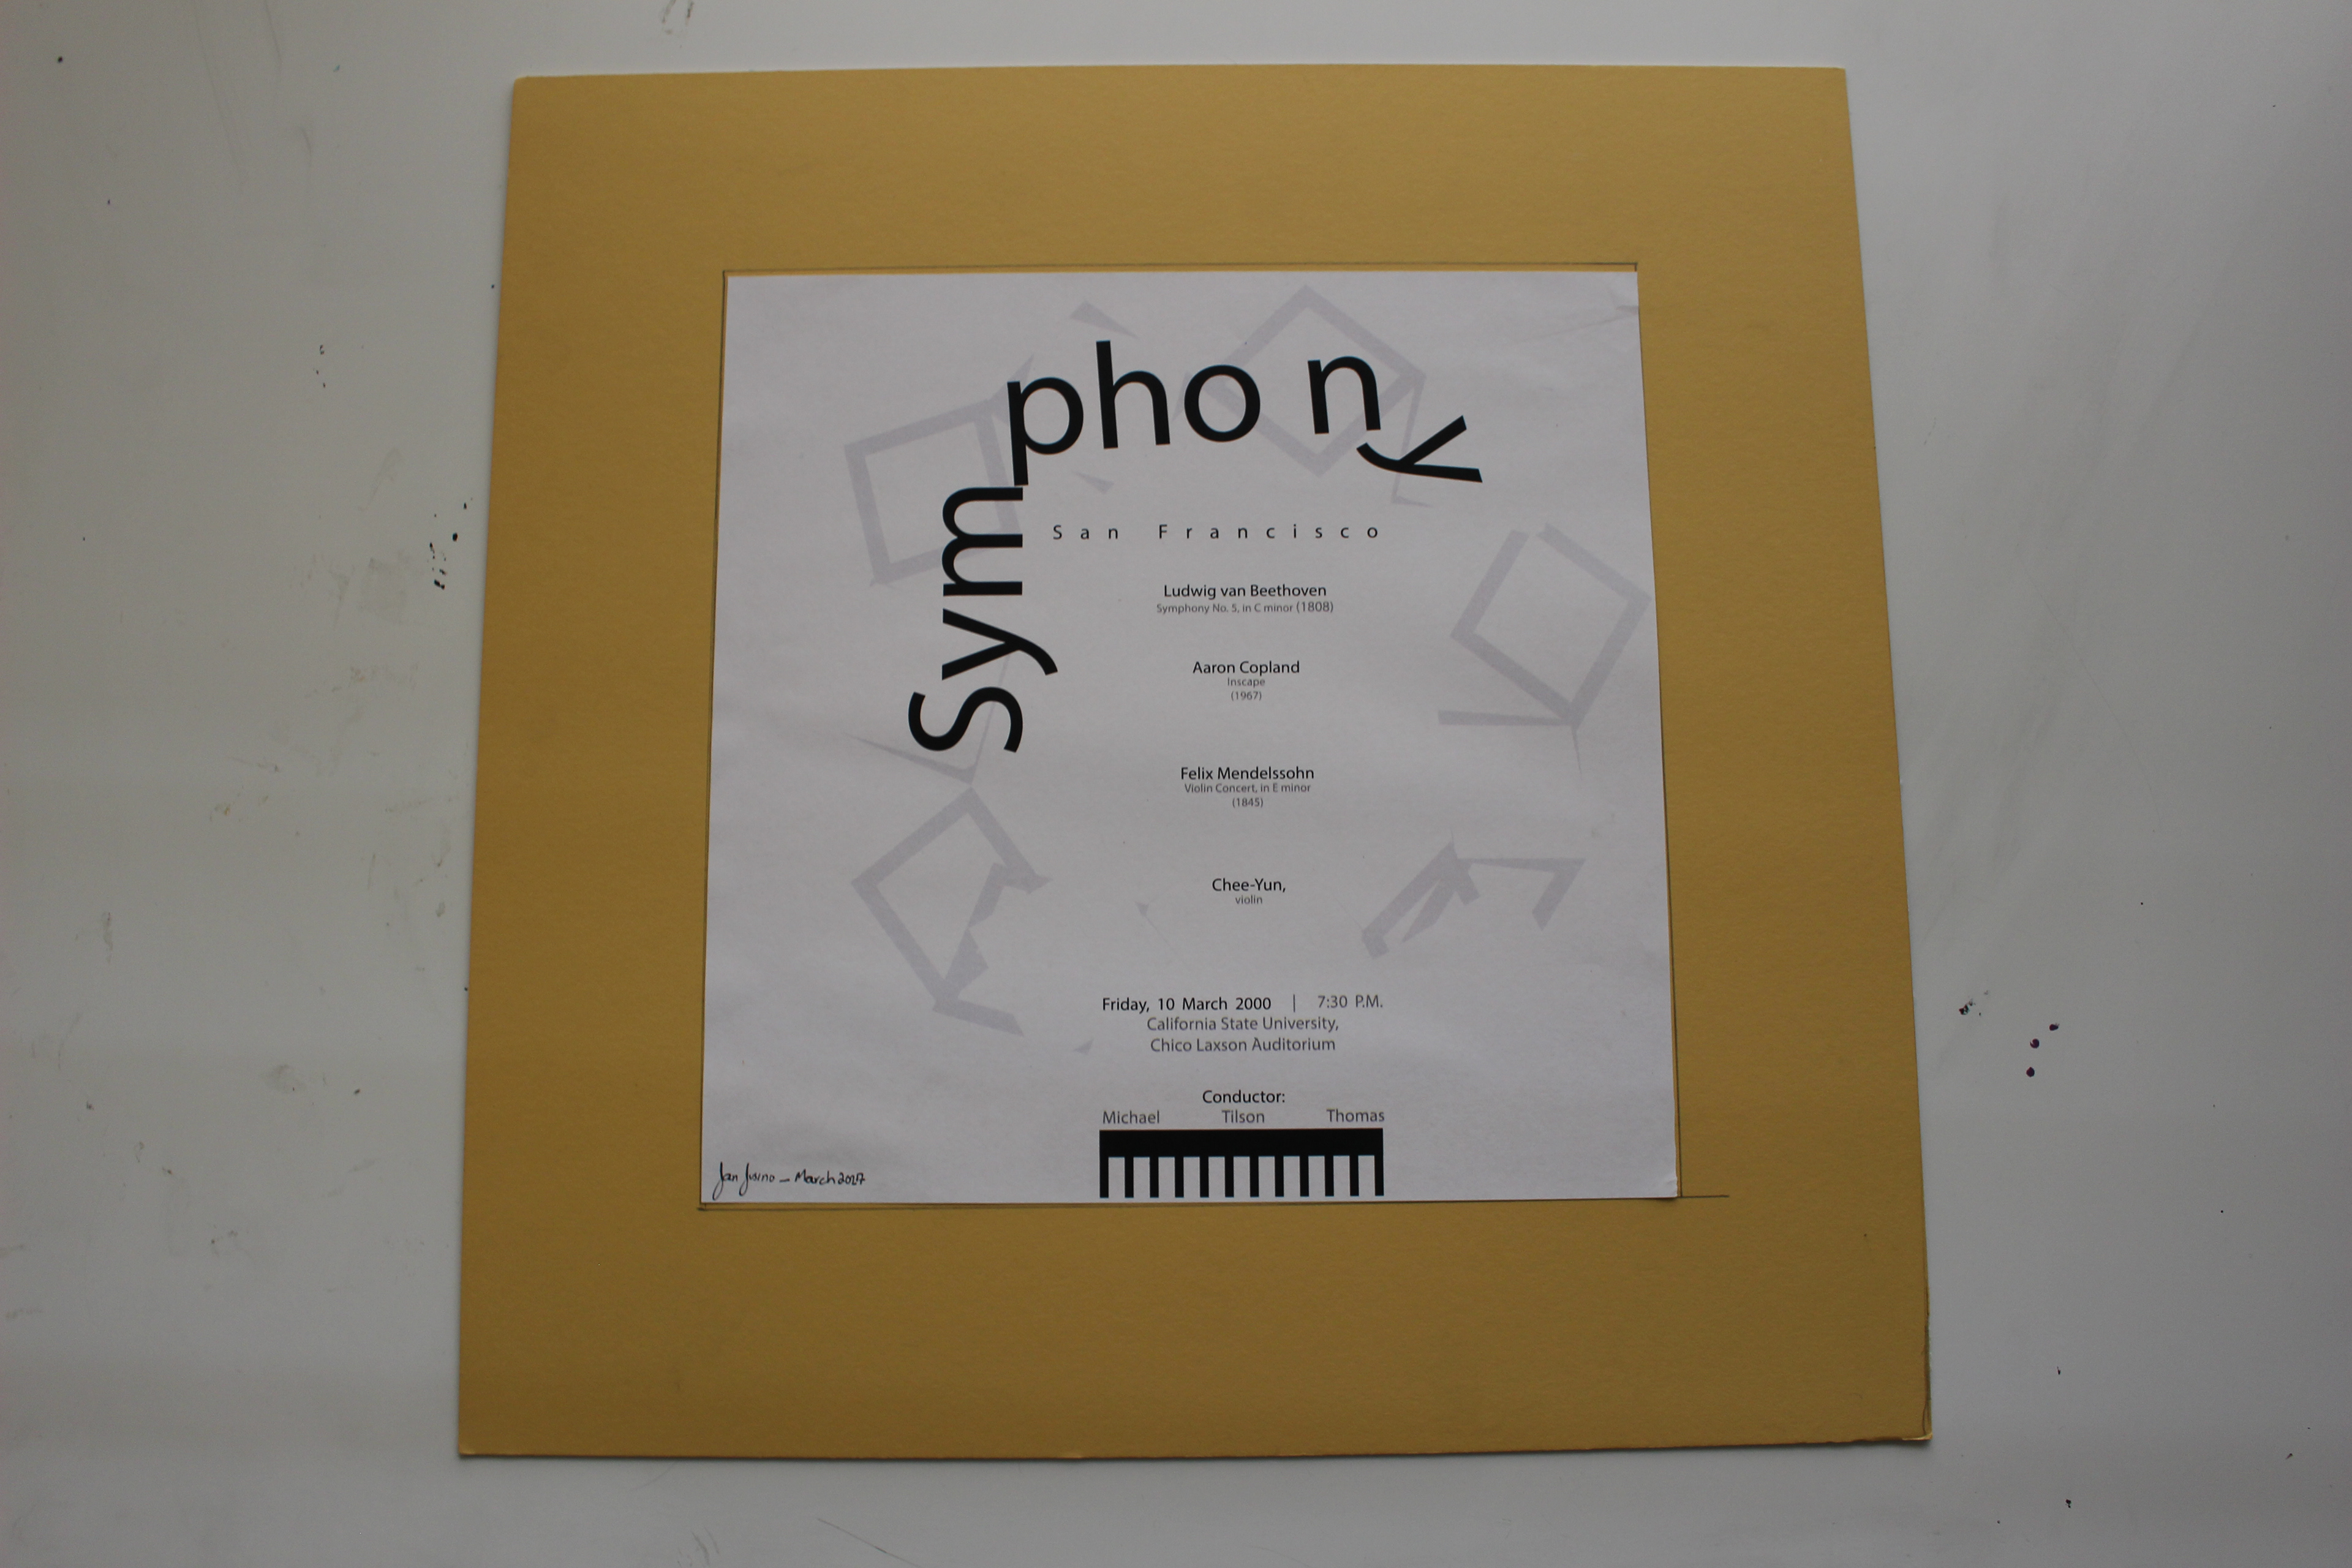 Symphony
San Francisco
Ludwig van Beethoven
Symphony No. 5, in C minor (1808)
Aaron Copland
Inscape
(1967)
Felix Mendelssohn
Violin Concert, in E minor
(1845)
Chee-Yun,
violin
Friday, 10 March 2000 | 7:30 P.M.
California State University,
Chico Laxson Auditorium
Conductor:
Michael Tilson Thomas
Jan Jusino – March 2017